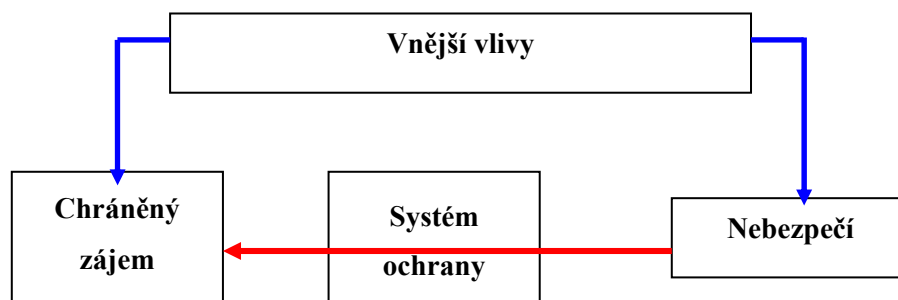 Vnější vlivy
Chráněný
zájem
Systém
ochrany
Nebezpečí